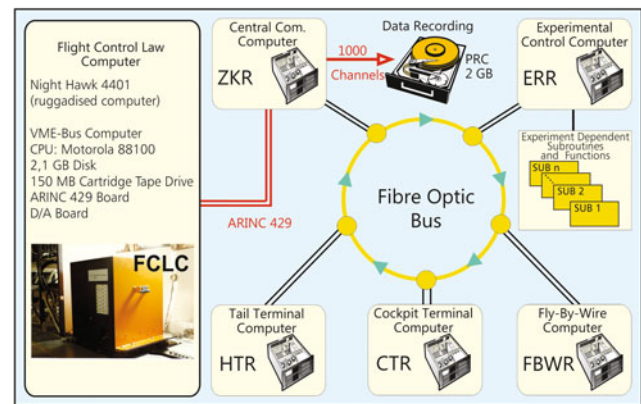 Flight Control Law
Computer
Night Hawk 4401
(ruggadised computer)
VME-Bus Computer
CPU: Motorola 88100
2,1 GB Disk
150 MB Cartridge Tape Drive
ARINC 429 Board
D/A Board
FCLC
Central Com.
Computer
ZKR
1000
Channels
Data Recording
PRC
2 GB
Experimental
Control Computer
ERR
Experiment Dependent
Subroutines
and Functions
SUB n
SUB 2
SUB 1
Fibre Optic
Bus
ARINC 429
Tail Terminal
Computer
HTR
Cockpit Terminal
Computer
CTR
Fly-By-Wire
Computer
FBWR